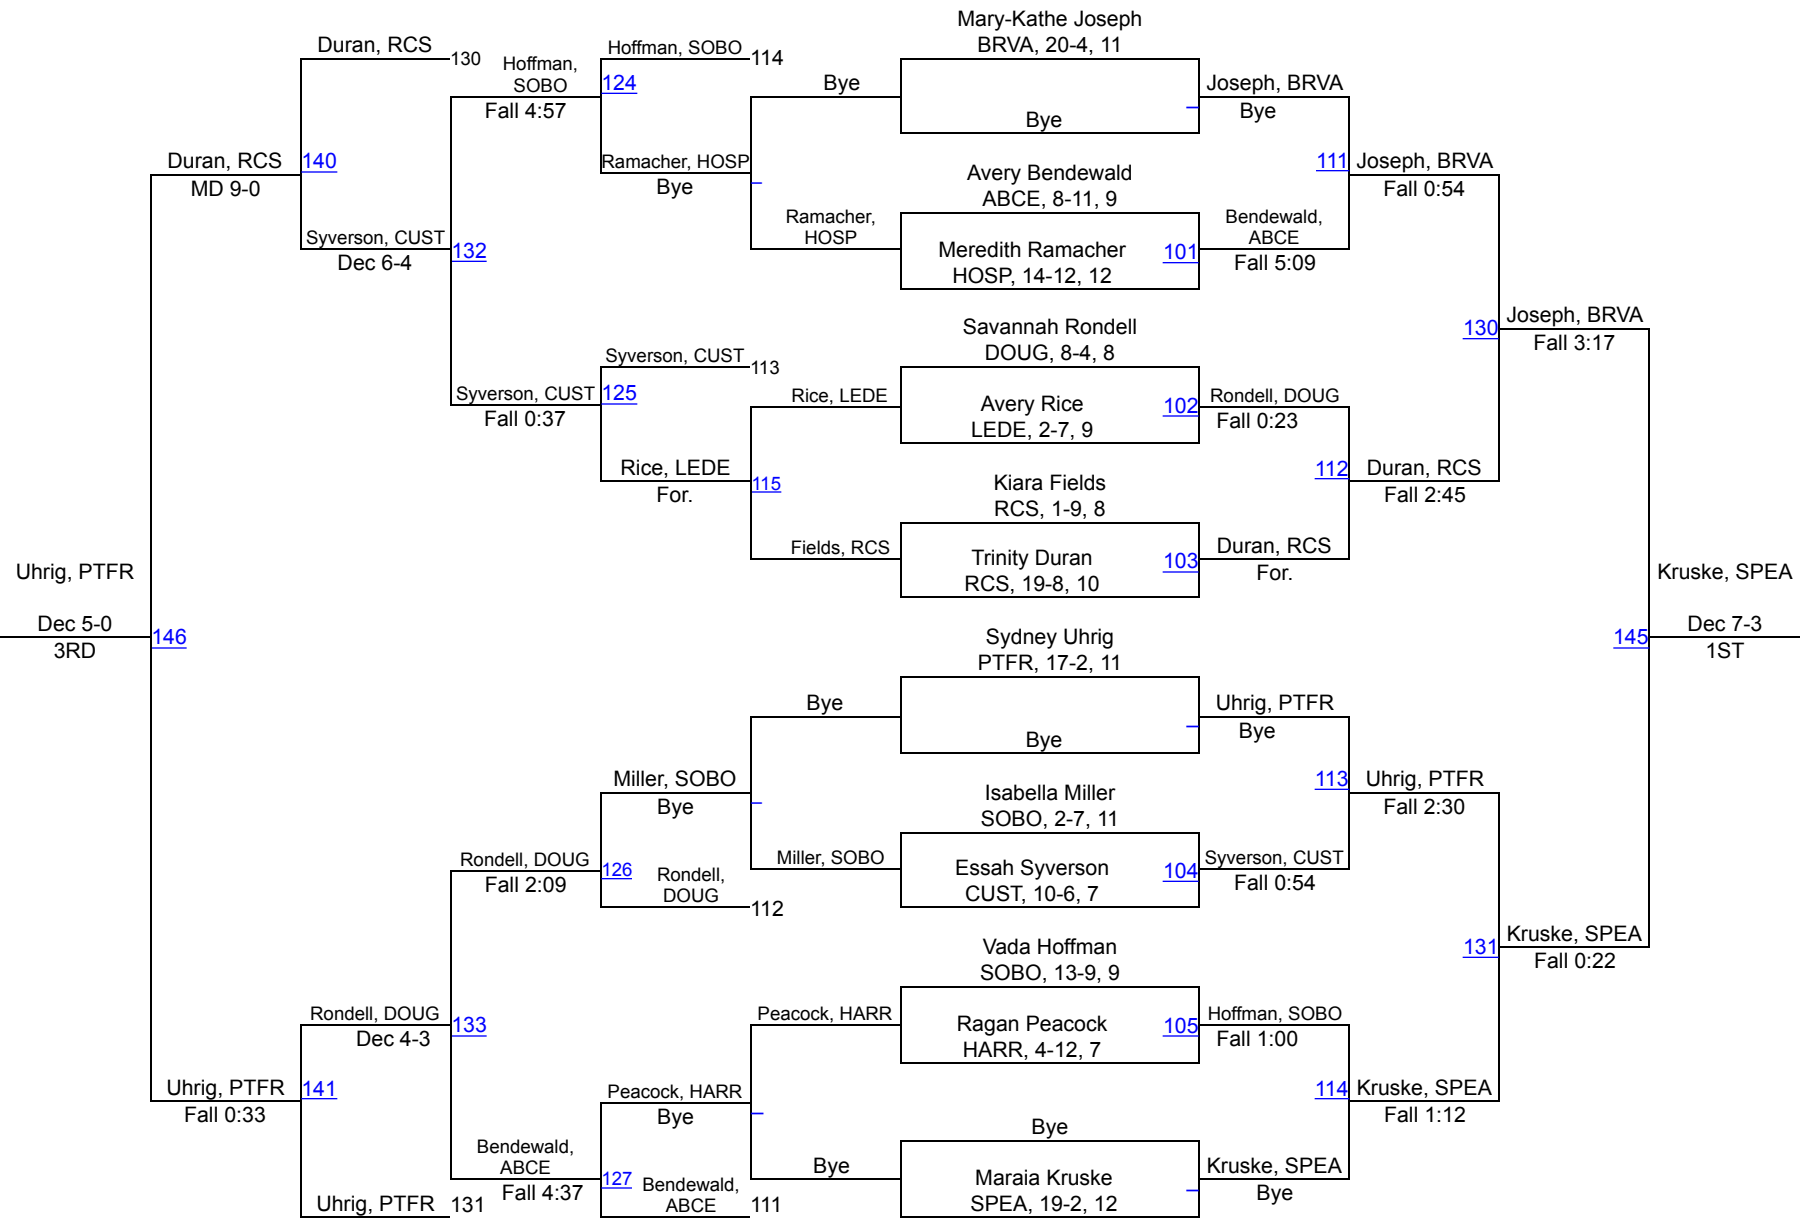 Mary-Kathe Joseph
BRVA, 20-4, 11
Bye
Avery Bendewald
ABCE, 8-11, 9
Meredith Ramacher
HOSP, 14-12, 12
101
Savannah Rondell
DOUG, 8-4, 8
Avery Rice
LEDE, 2-7, 9
102
Kiara Fields
RCS, 1-9, 8
Trinity Duran
RCS, 19-8, 10
103
Sydney Uhrig
PTFR, 17-2, 11
Bye
Isabella Miller
SOBO, 2-7, 11
Essah Syverson
CUST, 10-6, 7
104
Vada Hoffman
SOBO, 13-9, 9
Ragan Peacock
HARR, 4-12, 7
105
Bye
Maraia Kruske
SPEA, 19-2, 12
Joseph, BRVA
Bye
111
Bendewald,
ABCE
Fall 5:09
Rondell, DOUG
Fall 0:23
112
Duran, RCS
For.
Uhrig, PTFR
Bye
113
Syverson, CUST
Fall 0:54
Hoffman, SOBO
Fall 1:00
114
Kruske, SPEA
Bye
Joseph, BRVA
Fall 0:54
130
Duran, RCS
Fall 2:45
Uhrig, PTFR
Fall 2:30
131
Kruske, SPEA
Fall 1:12
Joseph, BRVA
Fall 3:17
145
Kruske, SPEA
Fall 0:22
Kruske, SPEA
Dec 7-3
1ST
Bye
Ramacher,
HOSP
Rice, LEDE
115
Fields, RCS
Bye
Miller, SOBO
Peacock, HARR
Bye
Hoffman, SOBO
114
124
Ramacher, HOSP
Bye
Syverson, CUST
113
125
Rice, LEDE
For.
Miller, SOBO
Bye
126
Rondell,
DOUG
112
Peacock, HARR
Bye
127
Bendewald,
ABCE
111
Hoffman,
SOBO
Fall 4:57
132
Syverson, CUST
Fall 0:37
Rondell, DOUG
Fall 2:09
133
Bendewald,
ABCE
Fall 4:37
Duran, RCS
130
140
Syverson, CUST
Dec 6-4
Rondell, DOUG
Dec 4-3
141
Uhrig, PTFR
131
Duran, RCS
MD 9-0
146
Uhrig, PTFR
Fall 0:33
Uhrig, PTFR
Dec 5-0
3RD